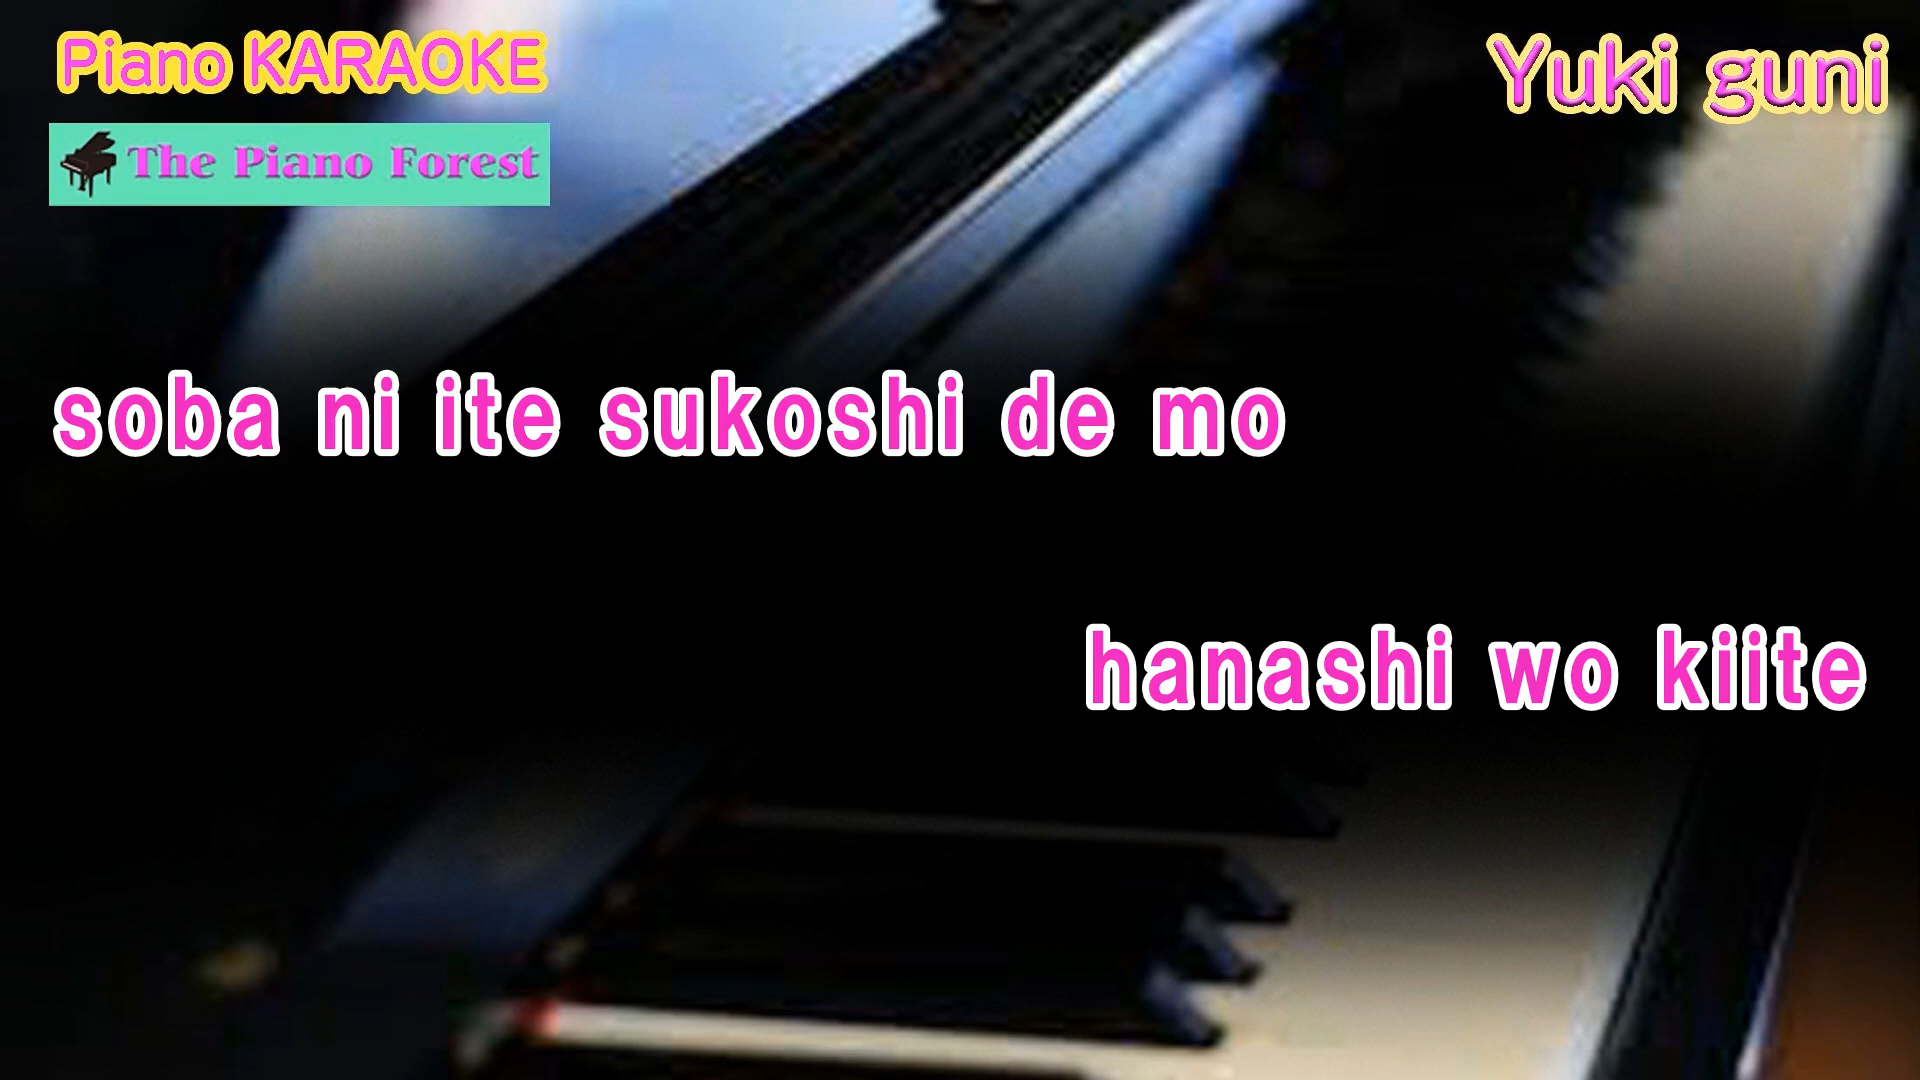 Piano KARAOKE
Yuki guni
The Piano Forest
soba ni ite sukoshi de mo
hanashi wo kiite